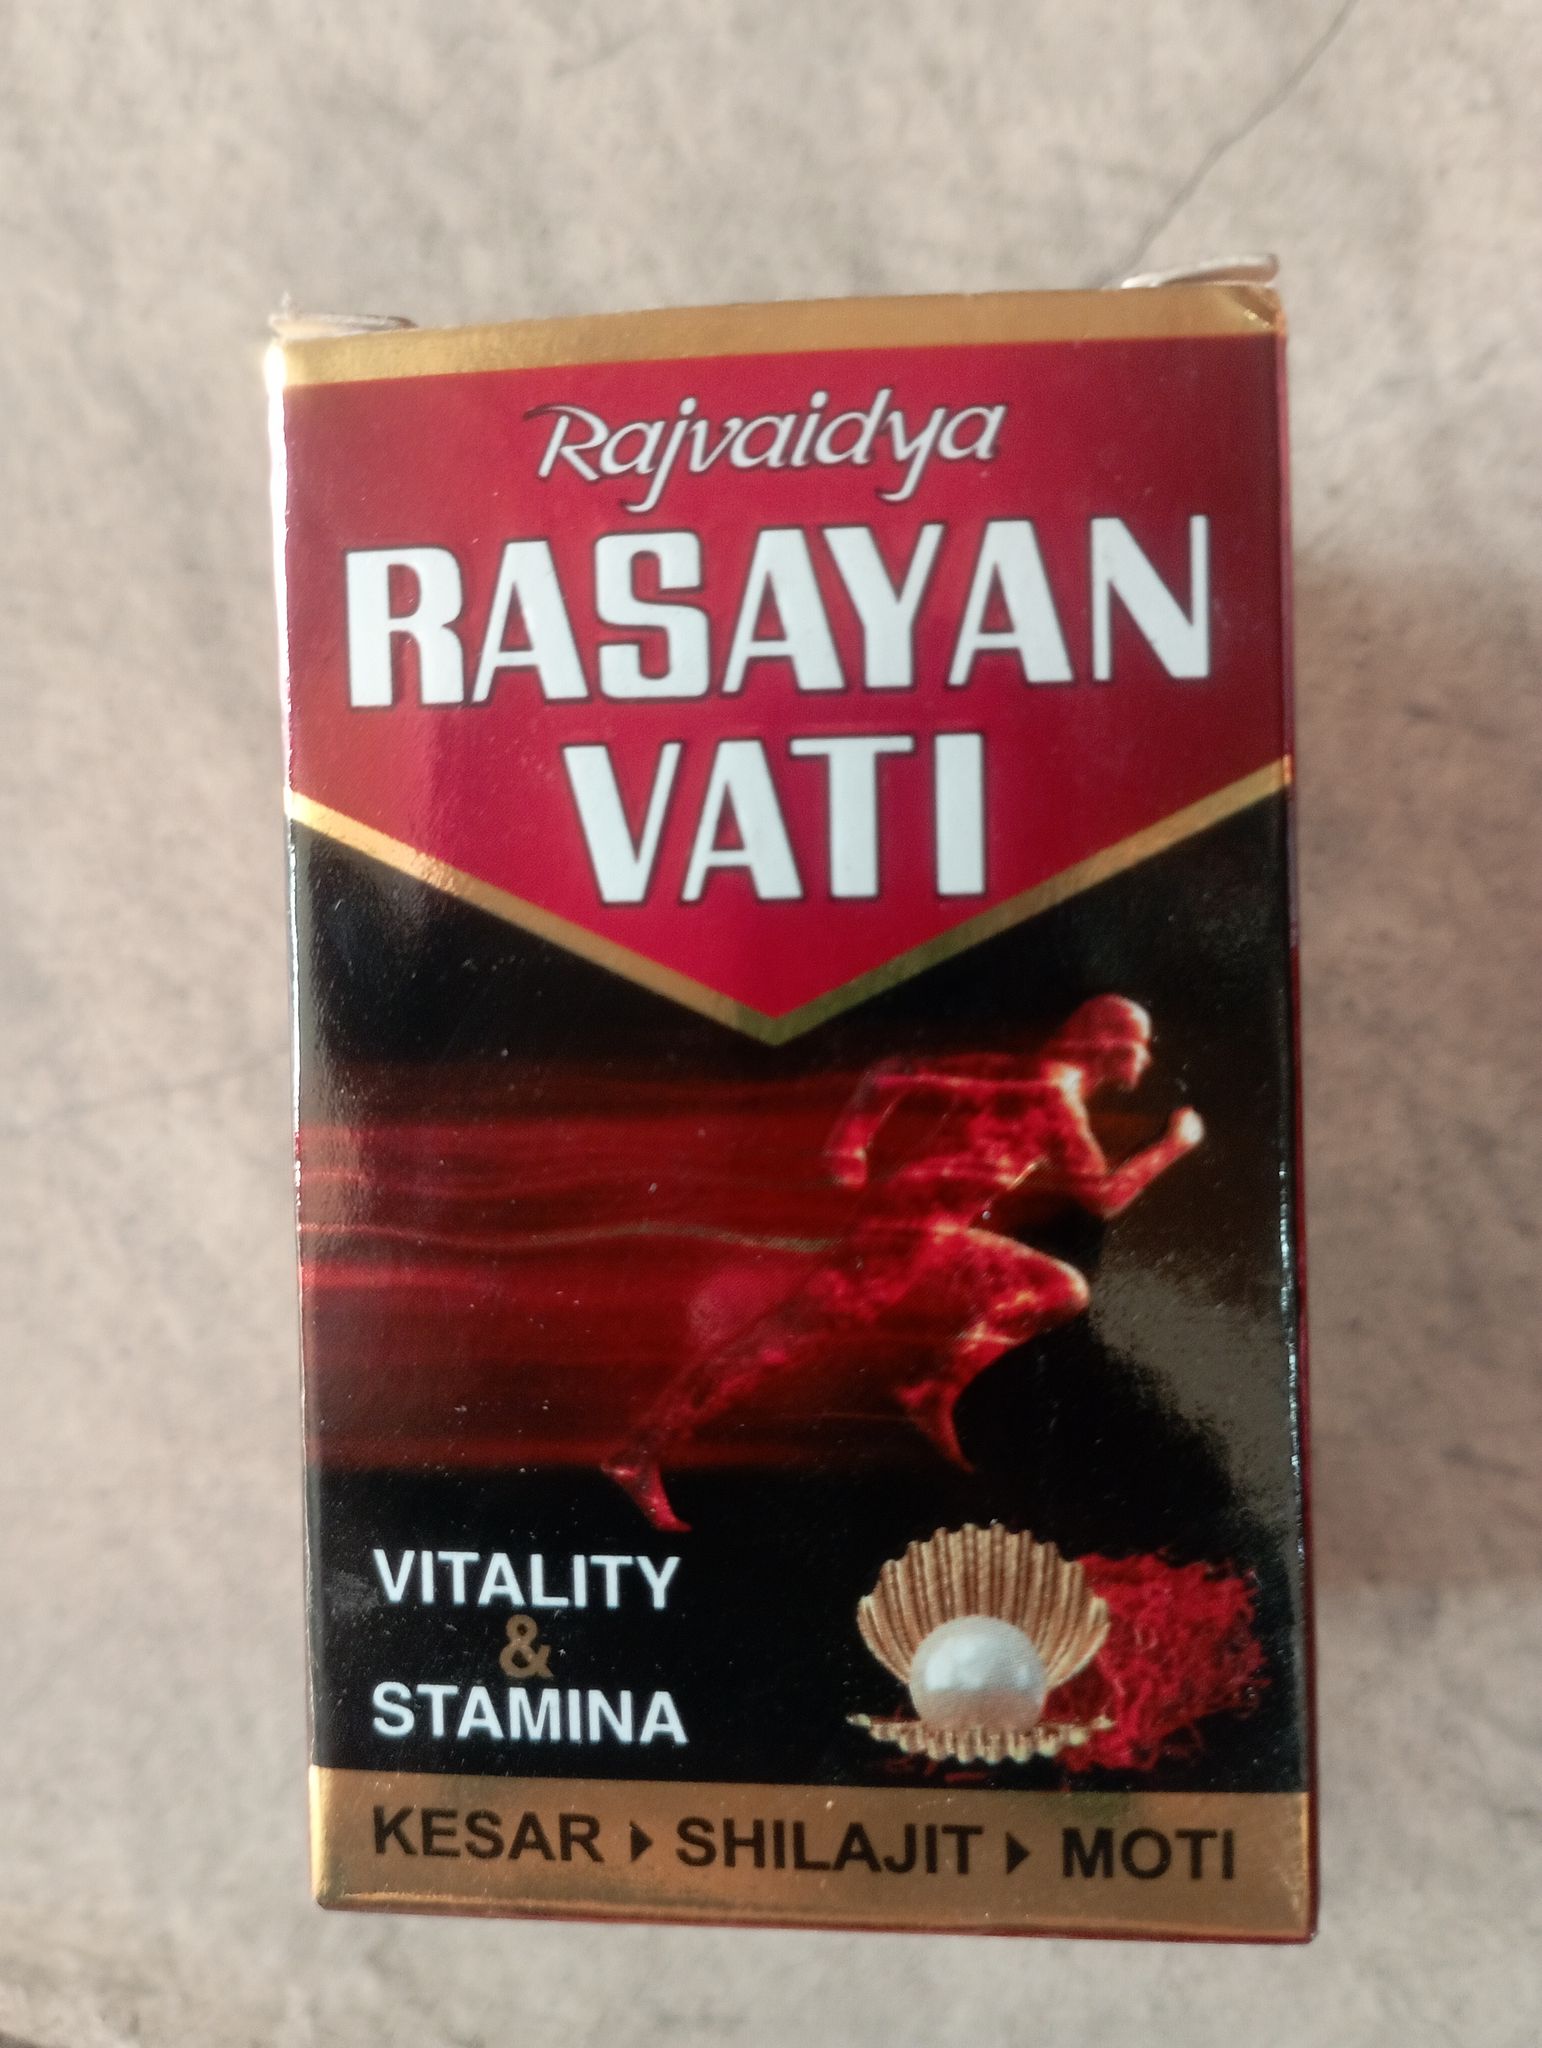 Rajvaidya
RASAYAN
VATI
VITALITY
&
STAMINA
KESAR ▸ SHILAJIT ▸ MOTI